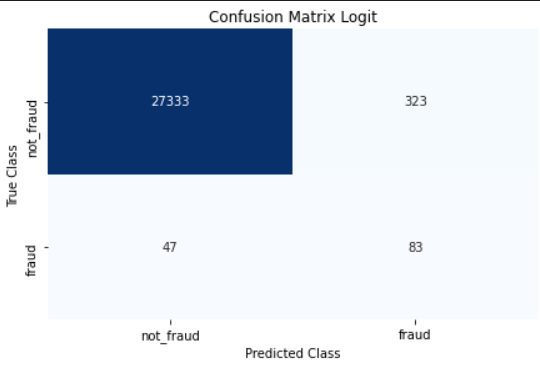 Confusion Matrix Logit
True Class
not_fraud
27333 323
fraud
47 83
not_fraud fraud
Predicted Class